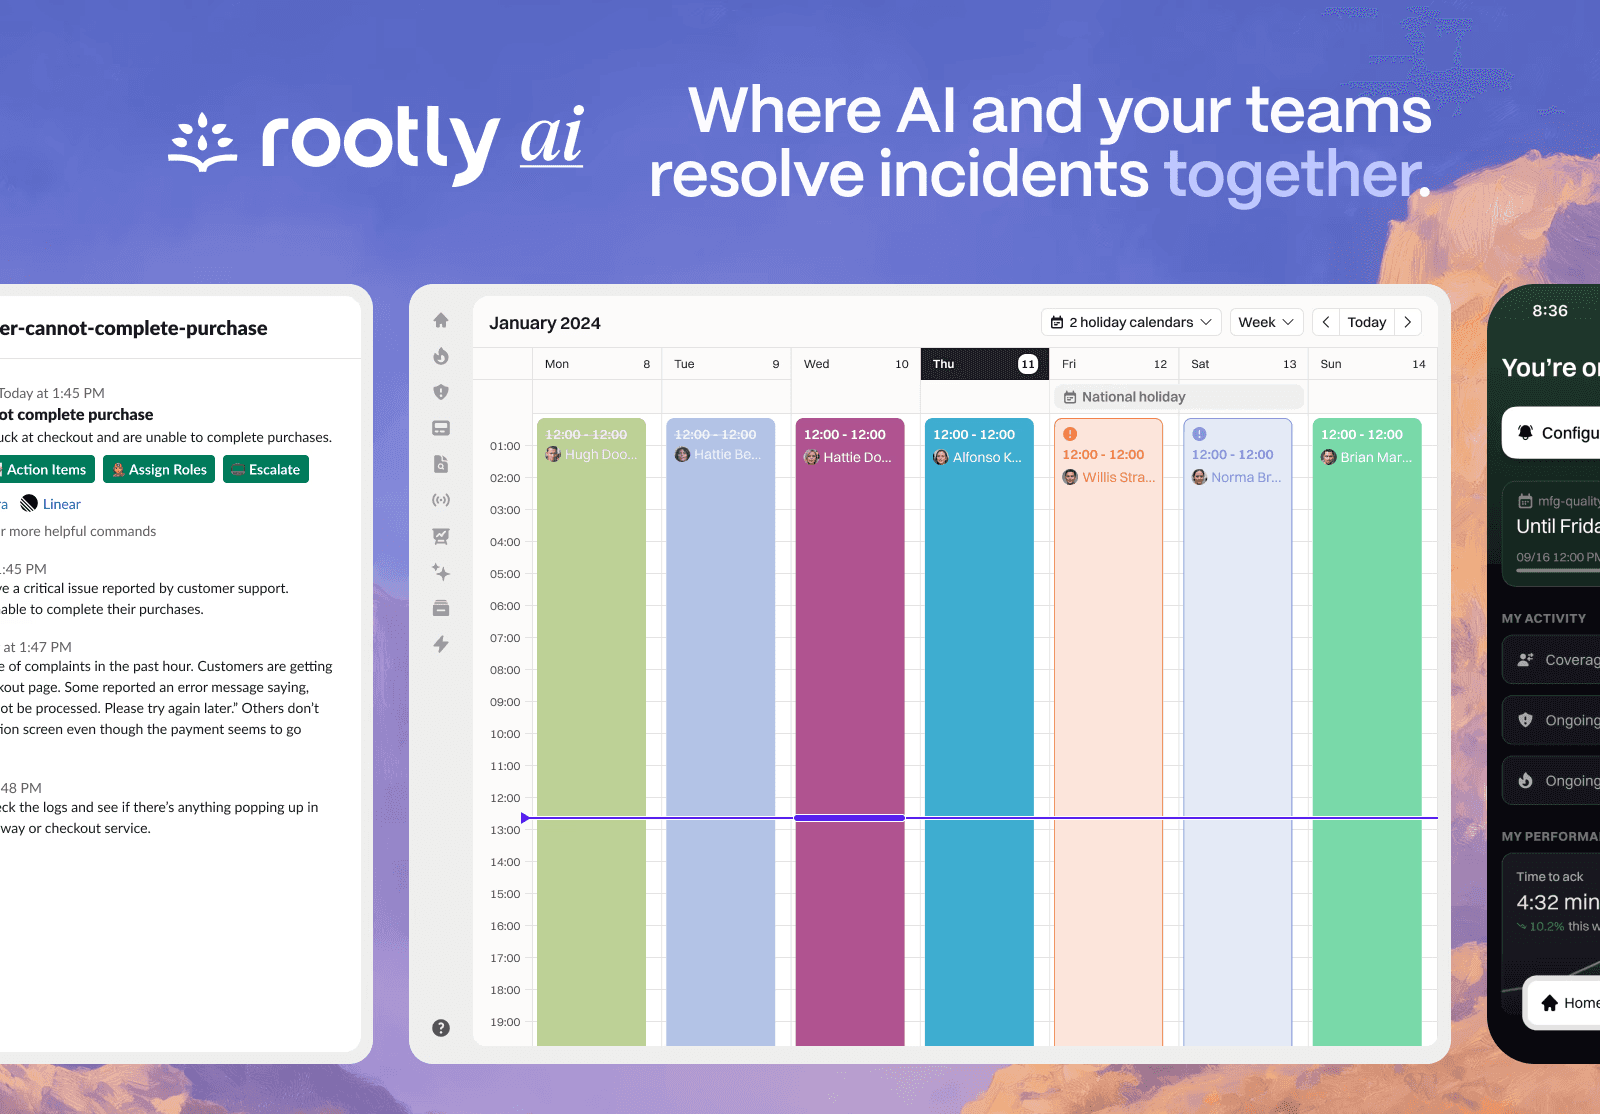 rootly ai
Where AI and your teams
resolve incidents together.
er-cannot-complete-purchase
Today at 1:45 PM
ot complete purchase
uck at checkout and are unable to complete purchases.
Action Items
Assign Roles
Escalate
ra
Linear
r more helpful commands
1:45 PM
ve a critical issue reported by customer support.
able to complete their purchases.
at 1:47 PM
e of complaints in the past hour. Customers are getting
kout page. Some reported an error message saying,
ot be processed. Please try again later.” Others don’t
ion screen even though the payment seems to go
:48 PM
eck the logs and see if there’s anything popping up in
way or checkout service.
January 2024
2 holiday calendars
Week
Today
Mon 8
Tue 9
Wed 10
Thu 11
Fri 12
Sat 13
Sun 14
National holiday
12:00 - 12:00
Hugh Doo...
12:00 - 12:00
Hattie Be...
12:00 - 12:00
Hattie Do...
12:00 - 12:00
Alfonso K...
12:00 - 12:00
Willis Stra...
12:00 - 12:00
Norma Br...
12:00 - 12:00
Brian Mar...
01:00
02:00
03:00
04:00
05:00
06:00
07:00
08:00
09:00
10:00
11:00
12:00
13:00
14:00
15:00
16:00
17:00
18:00
19:00
?
8:36
You’re o
Configu
mfg-quality
Until Frida
09/16 12:00 PM
MY ACTIVITY
Coverag
Ongoing
Ongoing
MY PERFORMA
Time to ack
4:32 min
10.2% this w
Home